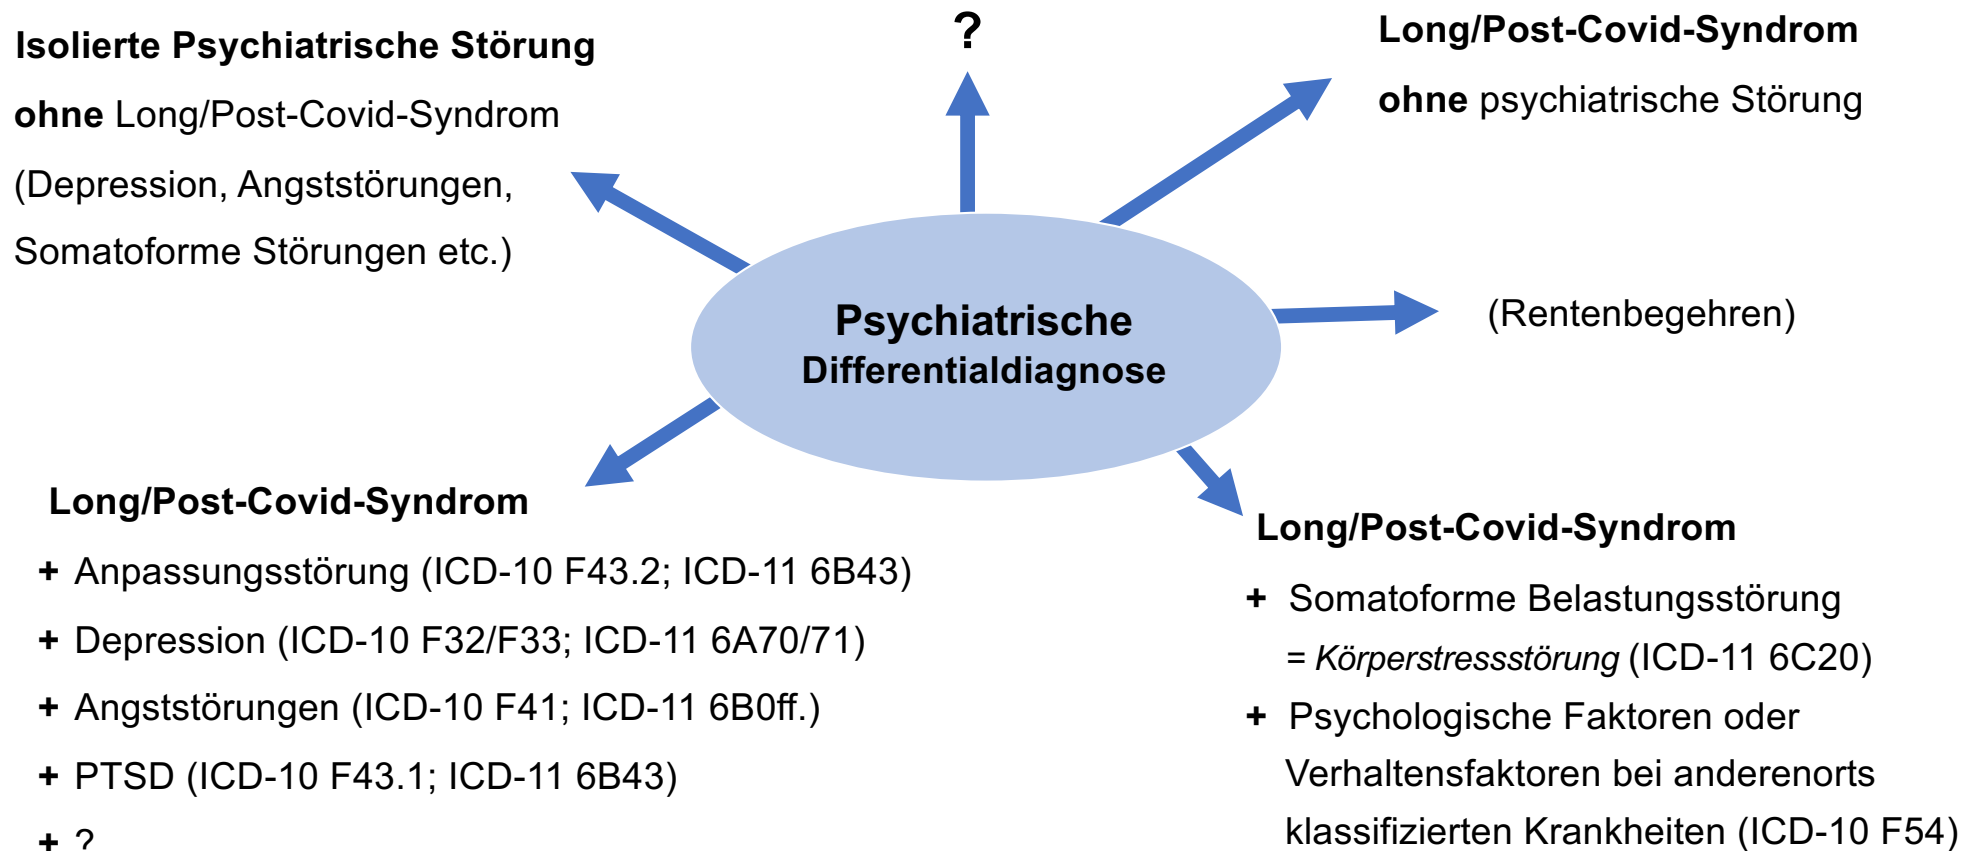 Isolierte Psychiatrische Störung
ohne Long/Post-Covid-Syndrom
(Depression, Angststörungen,
Somatoforme Störungen etc.)
?
Long/Post-Covid-Syndrom
ohne psychiatrische Störung
(Rentenbegehren)
Psychiatrische
Differentialdiagnose
Long/Post-Covid-Syndrom
+ Anpassungsstörung (ICD-10 F43.2; ICD-11 6B43)
+ Depression (ICD-10 F32/F33; ICD-11 6A70/71)
+ Angststörungen (ICD-10 F41; ICD-11 6B0ff.)
+ PTSD (ICD-10 F43.1; ICD-11 6B43)
+ ?
Long/Post-Covid-Syndrom
+ Somatoforme Belastungsstörung
= Körperstressstörung (ICD-11 6C20)
+ Psychologische Faktoren oder
Verhaltensfaktoren bei anderenorts
klassifizierten Krankheiten (ICD-10 F54)